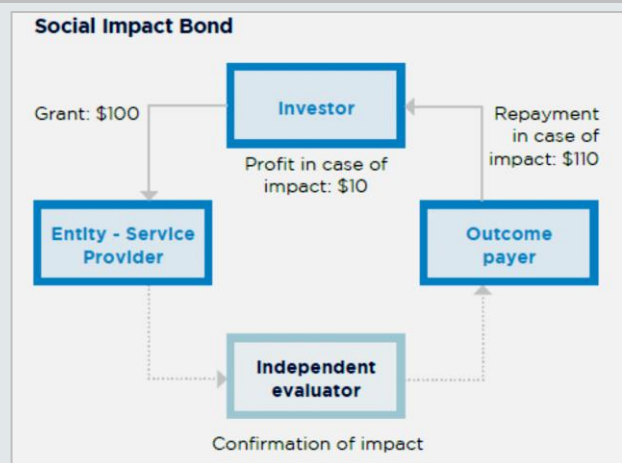 Social Impact Bond
Grant: $100
Investor
Repayment
in case of
impact: $110
Profit in case of
impact: $10
Entity - Service
Provider
Outcome
payer
Independent
evaluator
Confirmation of impact